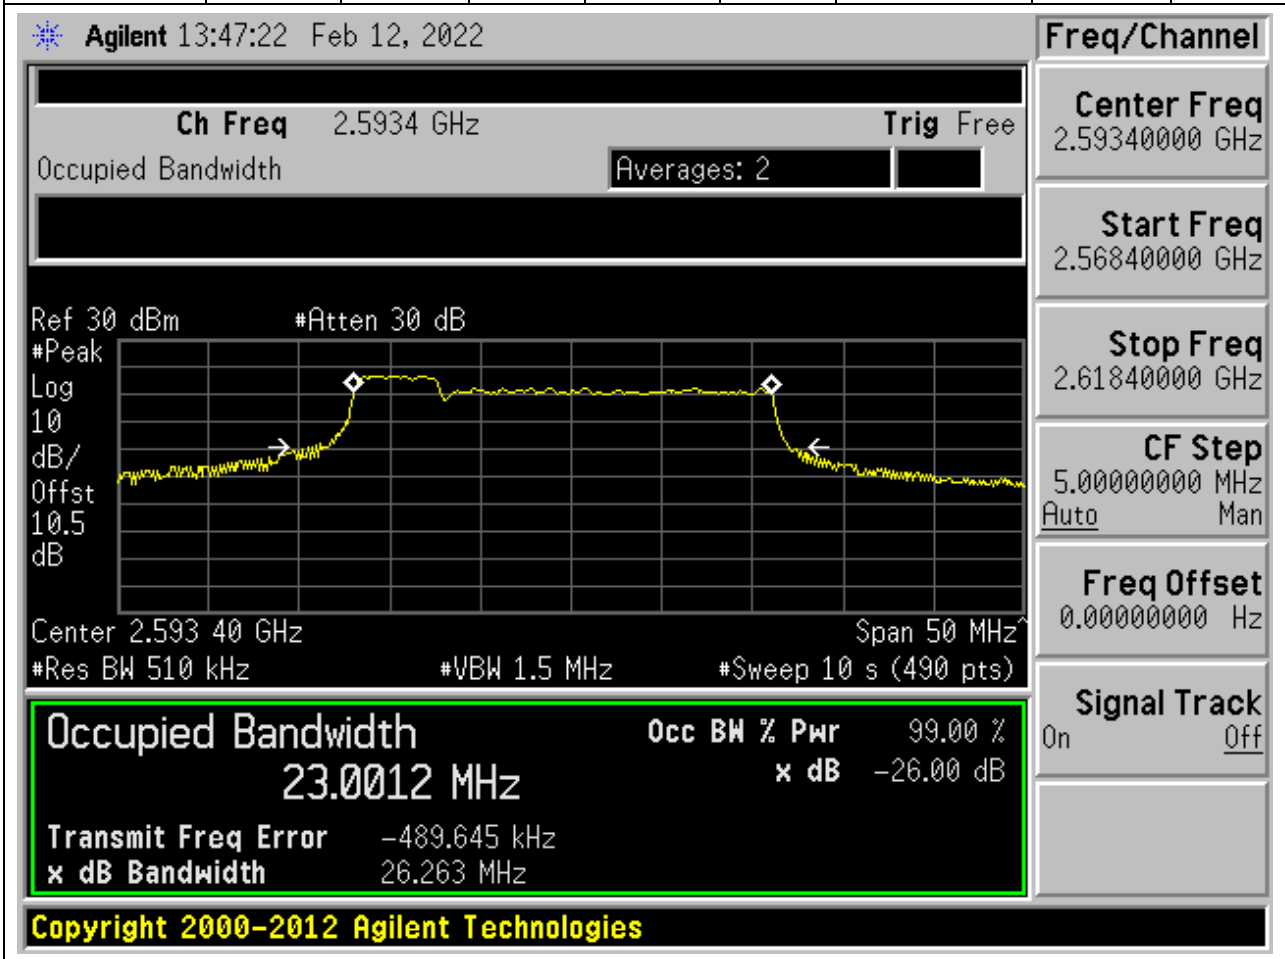 Agilent 13:47:22 Feb 12, 2022
Freq/Channel
Ch Freq 2.5934 GHz Trig Free
Occupied Bandwidth Averages: 2
Center Freq
2.59340000 GHz
Start Freq
2.56840000 GHz
Stop Freq
2.61840000 GHz
CF Step
5.00000000 MHz
Auto Man
Freq Offset
0.00000000 Hz
Signal Track
On Off
Ref 30 dBm #Atten 30 dB
#Peak
Log
10
dB/
Offst
10.5
dB
Center 2.593 40 GHz Span 50 MHz^
#Res BW 510 kHz #VBW 1.5 MHz #Sweep 10 s (490 pts)
Occupied Bandwidth Occ BW % Pwr 99.00 %
23.0012 MHz x dB -26.00 dB
Transmit Freq Error -489.645 kHz
x dB Bandwidth 26.263 MHz
Copyright 2000-2012 Agilent Technologies